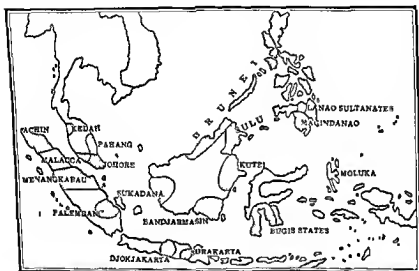 BRUNEI
LANAO SULTANATES
MAGINDANAO
SULU
ACHIN
KEDAH
PAHANG
MALACCA
JOHORE
MENANGKABAU
KUTEI
MOLUKA
SUKADANA
PALEMBANG
BANDJARMASIN
BUGIS STATES
SURAKARTA
DJOKJAKARTA